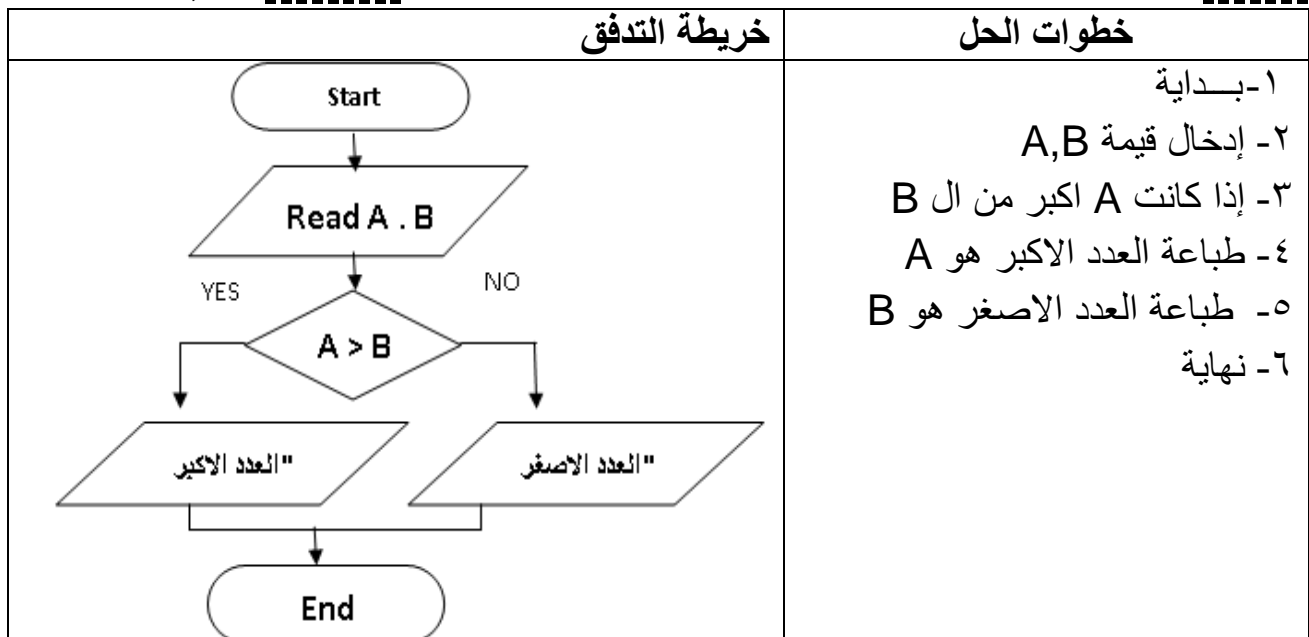 خطوات الحل
١-بـــداية
٢- إدخال قيمة A,B
٣- إذا كانت A اكبر من ال B
٤- طباعة العدد الاكبر هو A
٥- طباعة العدد الاصغر هو B
٦- نهاية
خريطة التدفق
Start
Read A . B
YES
NO
A > B
"العدد الاكبر
"العدد الاصغر
End